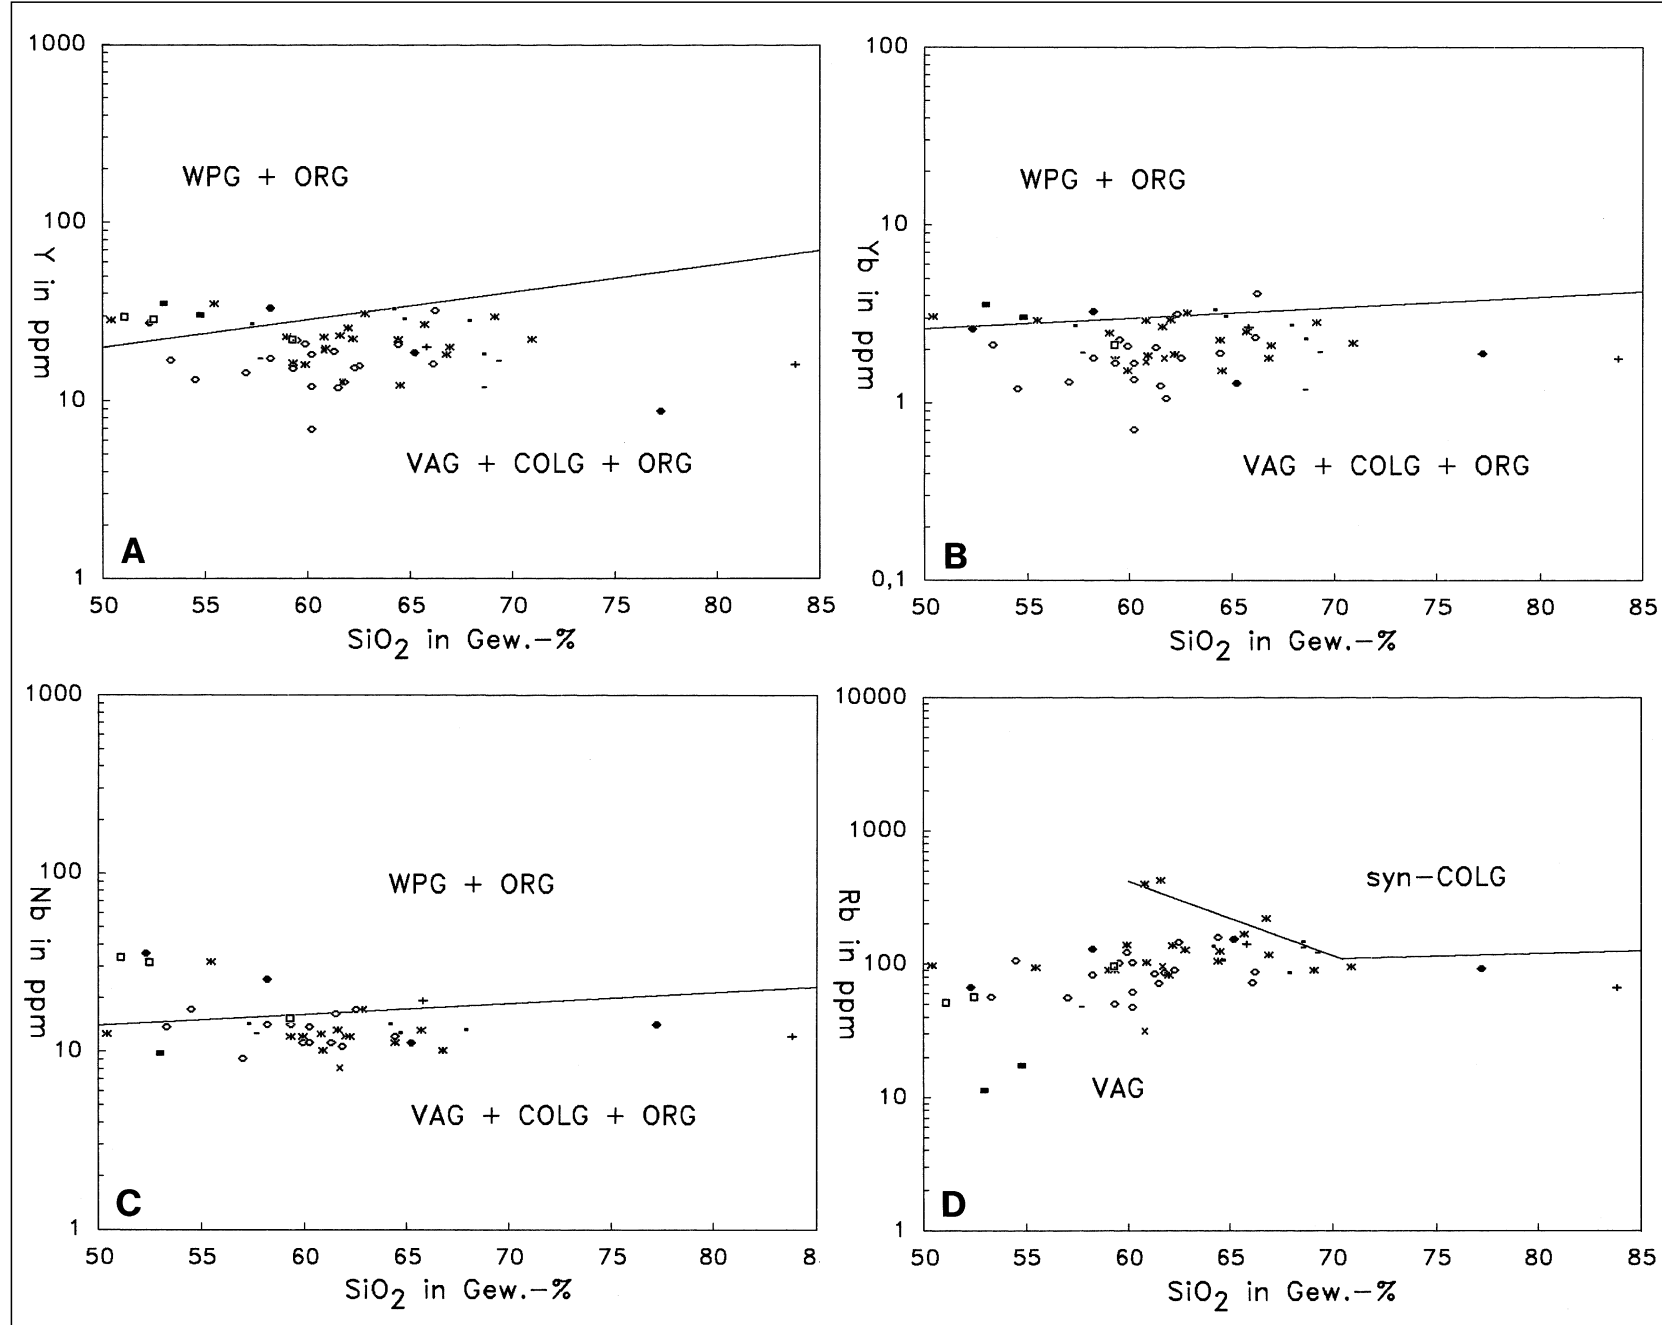 1000
WPG + ORG
100
Y in ppm
10
VAG + COLG + ORG
A
1
50 55 60 65 70 75 80 85
SiO2 in Gew.-%
100
WPG + ORG
10
Yb in ppm
1
VAG + COLG + ORG
B
0,1
50 55 60 65 70 75 80 85
SiO2 in Gew.-%
1000
100
WPG + ORG
Nb in ppm
10
VAG + COLG + ORG
C
1
50 55 60 65 70 75 80 8
SiO2 in Gew.-%
10000
1000
syn-COLG
Rb in ppm
100
10
VAG
D
1
50 55 60 65 70 75 80 85
SiO2 in Gew.-%